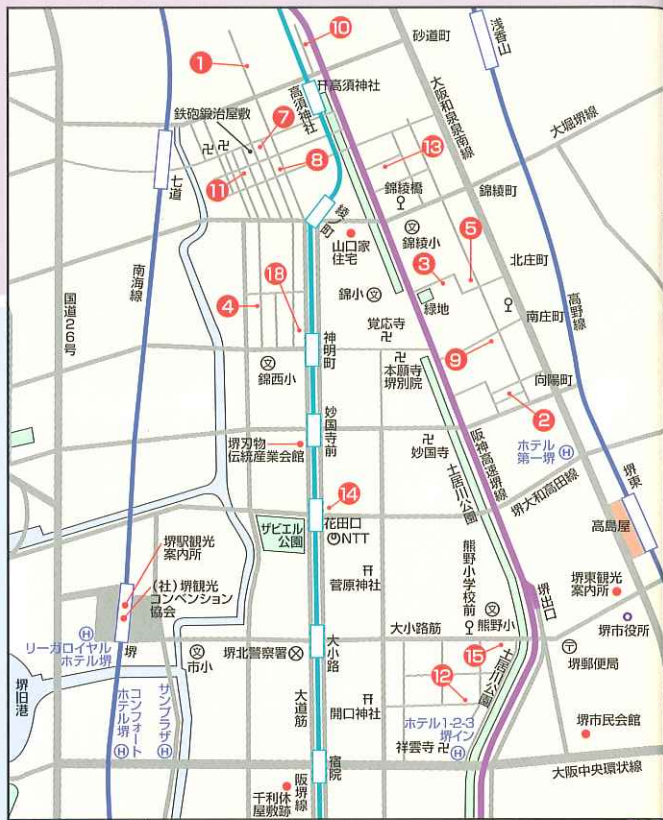 ⑩
砂道町
浅香山
①
高須神社
高須神社
大阪和泉泉南線
鉄砲鍛冶屋敷
⑦
大堀堺線
卍 卍
⑧
⑬
七道
⑪
錦綾橋
錦綾町
綾ノ町
文
錦綾小
⑤
山口家
住宅
北庄町
南海線
③
⑱
錦小文
緑地
高野線
④
南庄町
国道26号
覚応寺
卍
神明町
⑨
文
錦西小
卍
本願寺
堺別院
向陽町
②
妙国寺前
阪神高速堺線
堺刃物
伝統産業会館
卍
妙国寺
ホテル
第一堺
H
土居川公園
堺東
堺大和高田線
⑭
花田口
NTT
ザビエル
公園
高島屋
堺駅観光
案内所
熊野小学校前
菅原神社
堺出口
(社)堺観光
コンベンション
協会
堺東観光
案内所
文
熊野小
大小路筋
堺市役所
H
リーガロイヤル
ホテル堺
堺
大小路
文
市小
堺北警察署
⑮
堺郵便局
土居川公園
⑫
堺旧港
コンフォート
ホテル堺
H
サンプラザ
H
大道筋
開口神社
ホテル1-2-3
堺イン
H
祥雲寺卍
堺市民会館
宿院
大阪中央環状線
阪堺線
千利休
屋敷跡